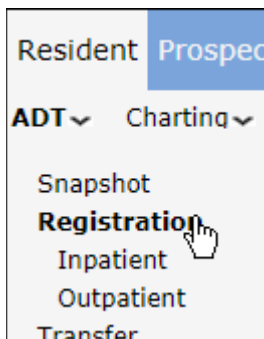 Resident Prospec
ADT Charting
Snapshot
Registration
Inpatient
Outpatient
Transfer